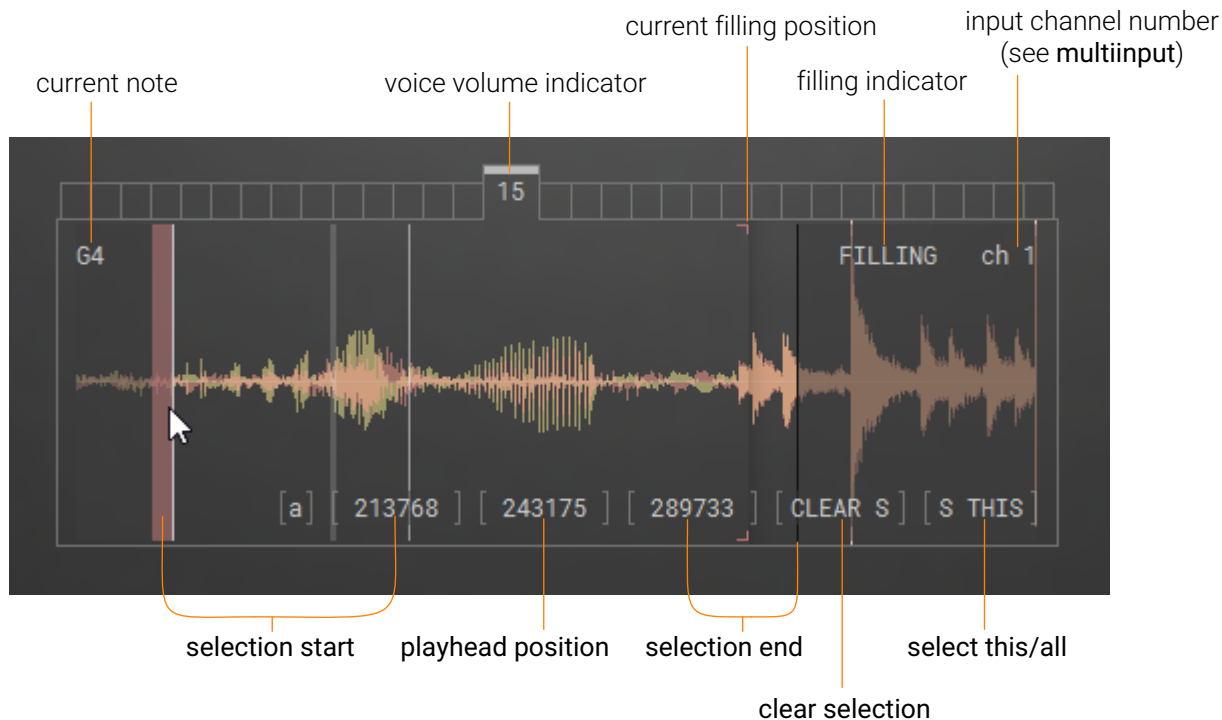 current filling position
input channel number
(see multiinput)
current note
voice volume indicator
filling indicator
15
G4
FILLING
ch 1
[a] [ 213768 ] [ 243175 ] [ 289733 ] [CLEAR S] [S THIS]
selection start
playhead position
selection end
select this/all
clear selection